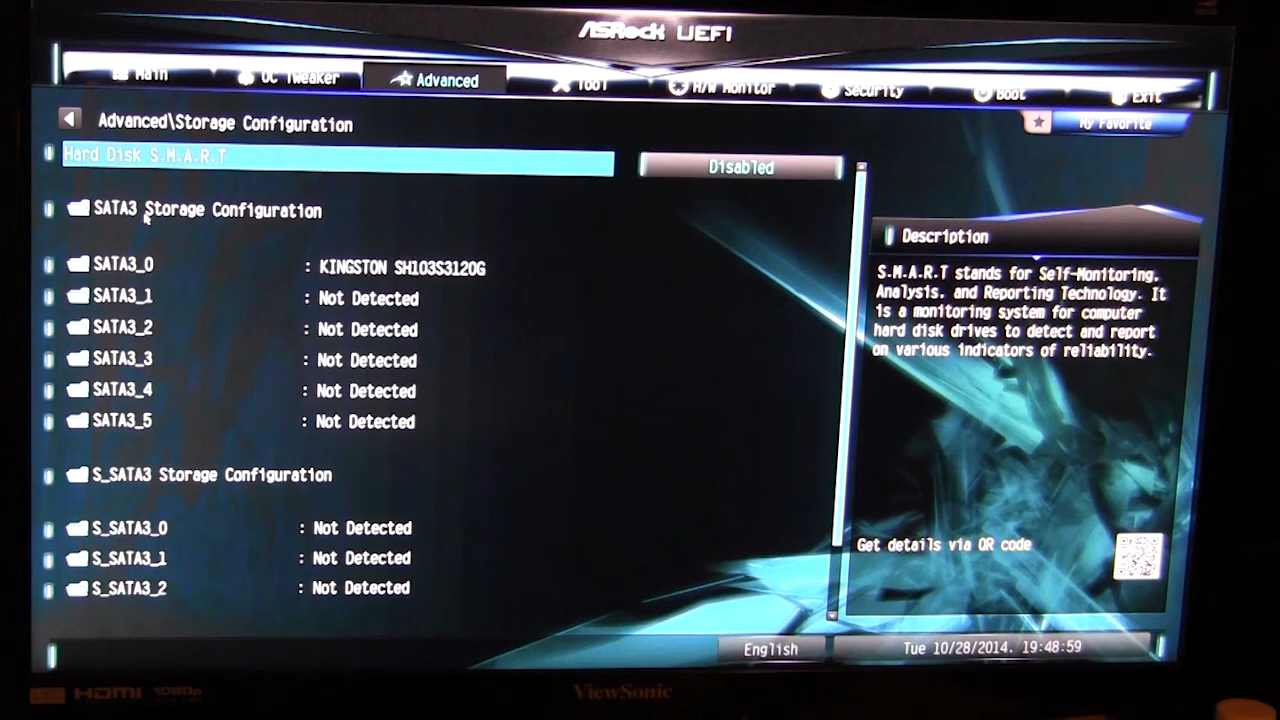 ASRock UEFI
Main OC Tweaker Advanced Tool H/W Monitor Security Boot Exit
Advanced\Storage Configuration
My Favorite
Hard Disk S.M.A.R.T Disabled
SATA3 Storage Configuration
SATA3_0 : KINGSTON SH103S3120G
SATA3_1 : Not Detected
SATA3_2 : Not Detected
SATA3_3 : Not Detected
SATA3_4 : Not Detected
SATA3_5 : Not Detected
S_SATA3 Storage Configuration
S_SATA3_0 : Not Detected
S_SATA3_1 : Not Detected
S_SATA3_2 : Not Detected
Description
S.M.A.R.T stands for Self-Monitoring,
Analysis, and Reporting Technology. It
is a monitoring system for computer
hard disk drives to detect and report
on various indicators of reliability.
Get details via QR code
English Tue 10/28/2014, 19:48:59
HDMI 1080p
ViewSonic